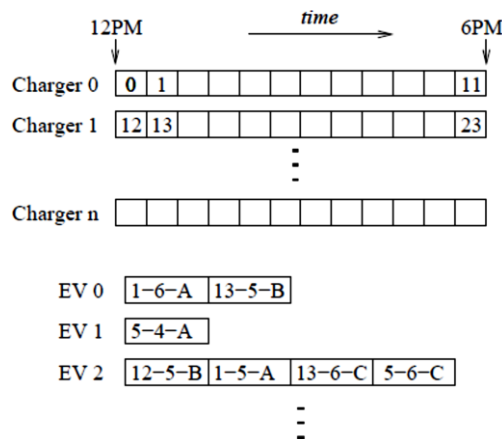 12PM time 6PM
Charger 0 0 1 11
Charger 1 12 13 23
Charger n
EV 0 1−6−A 13−5−B
EV 1 5−4−A
EV 2 12−5−B 1−5−A 13−6−C 5−6−C